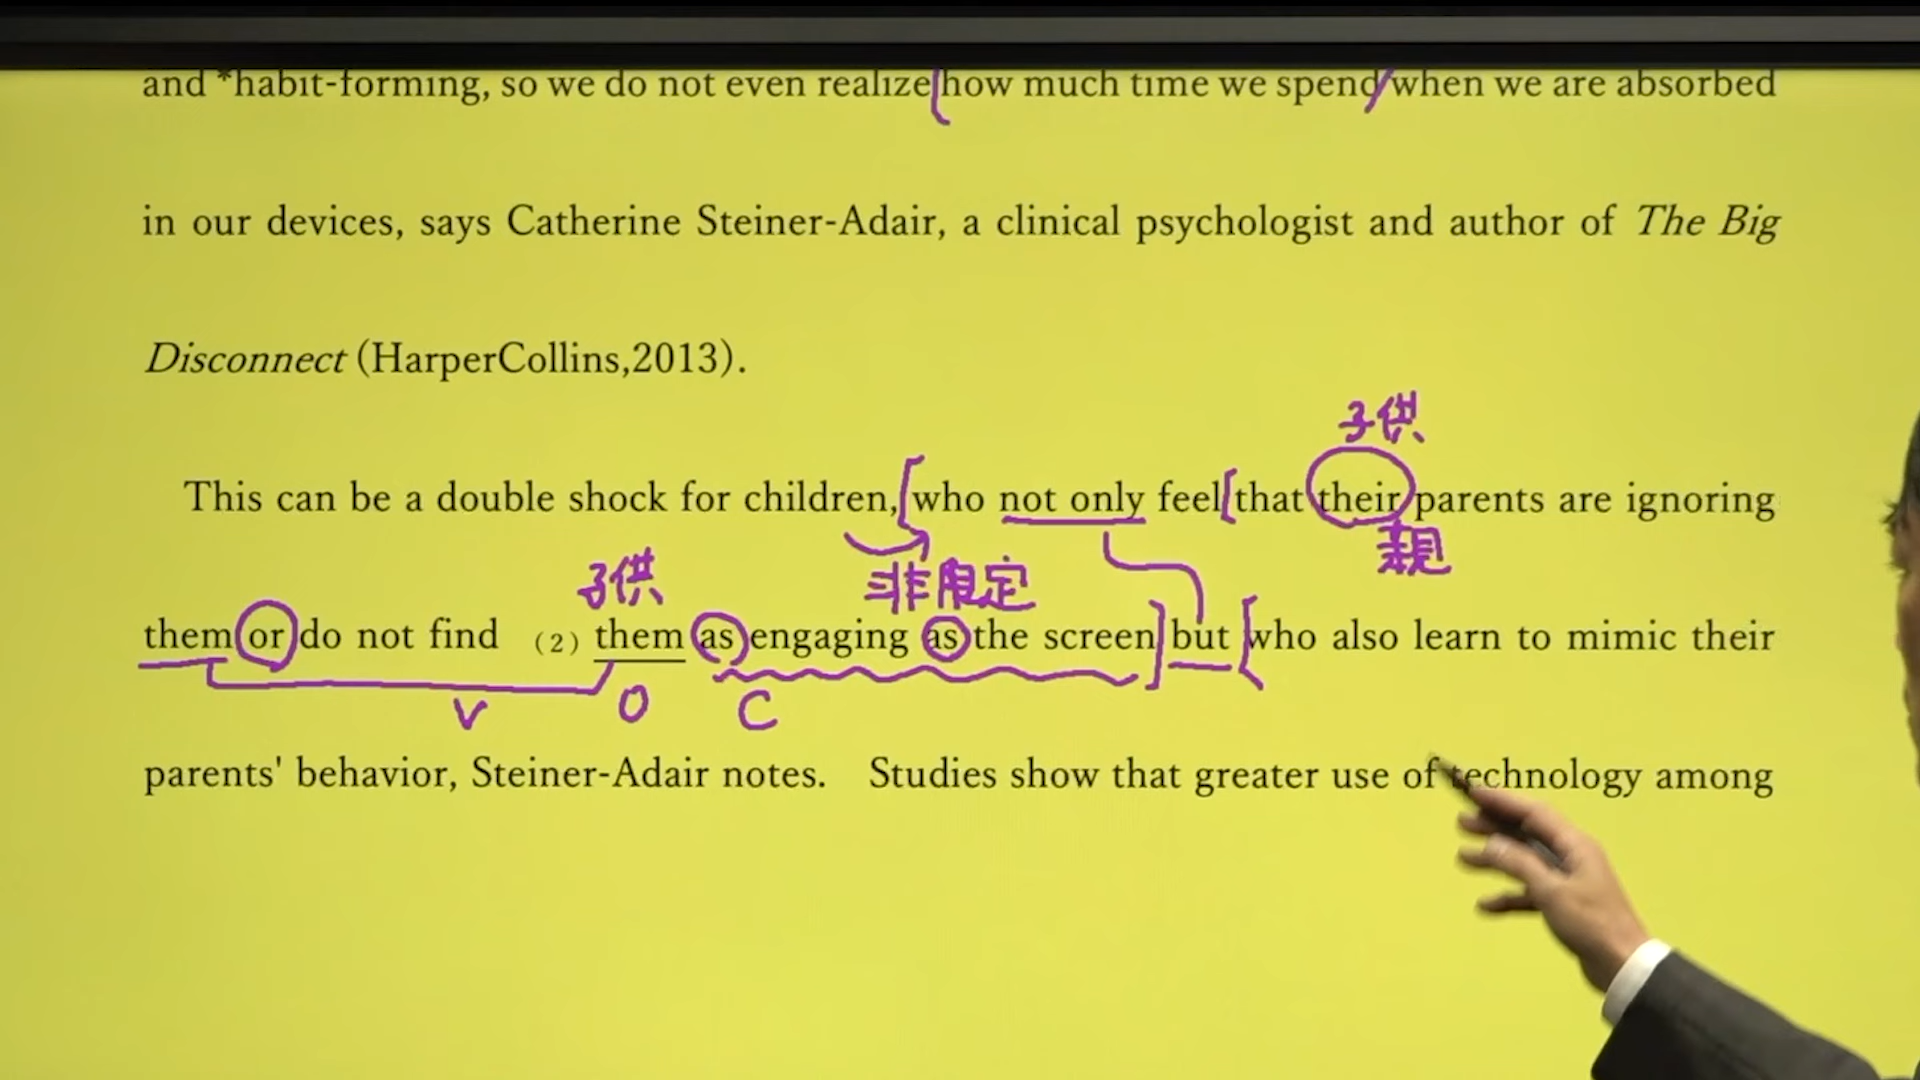 and *habit-forming, so we do not even realize how much time we spend when we are absorbed
in our devices, says Catherine Steiner-Adair, a clinical psychologist and author of The Big
Disconnect (HarperCollins,2013).
子供
This can be a double shock for children, who not only feel that their parents are ignoring
親
子供 非限定
them or do not find (2) them as engaging as the screen but who also learn to mimic their
V O C
parents' behavior, Steiner-Adair notes. Studies show that greater use of technology among